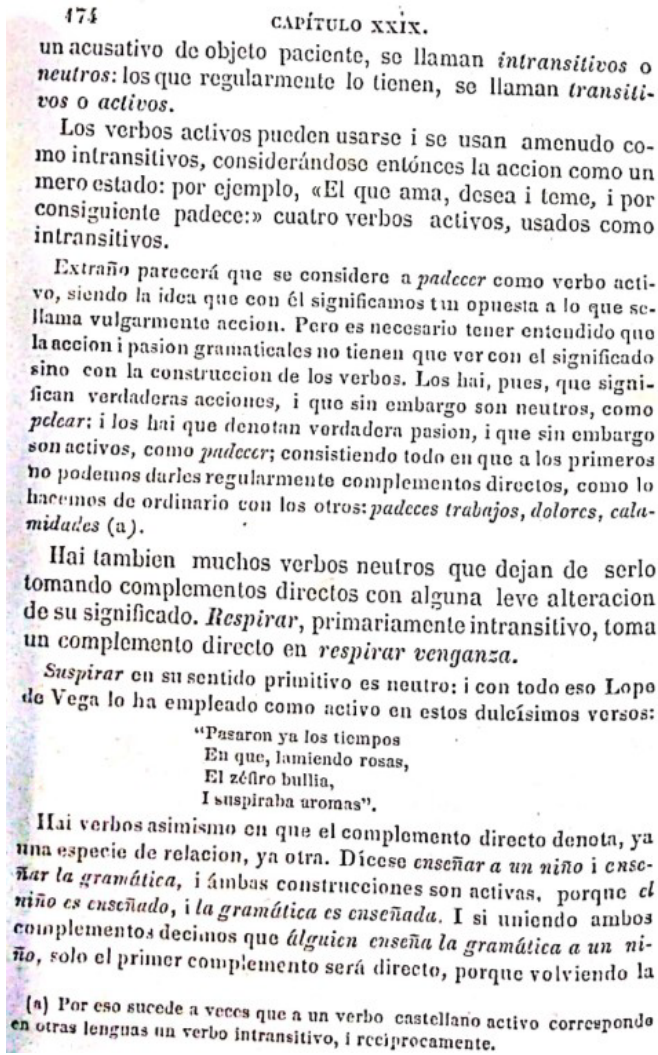 174 CAPÍTULO XXIX.
un acusativo de objeto paciente, se llaman intransitivos o
neutros: los que regularmente lo tienen, se llaman transiti-
vos o activos.
Los verbos activos pueden usarse i se usan amenudo co-
mo intransitivos, considerándose entónces la accion como un
mero estado: por ejemplo, «El que ama, desea i teme, i por
consiguiente padece:» cuatro verbos activos, usados como
intransitivos.
Extraño parecerá que se considere a padecer como verbo acti-
vo, siendo la idea que con él significamos tan opuesta a lo que se-
llama vulgarmente accion. Pero es necesario tener entendido que
la accion i pasion gramaticales no tienen que ver con el significado
sino con la construccion de los verbos. Los hai, pues, que signi-
fican verdaderas acciones, i que sin embargo son neutros, como
pelear: i los hai que denotan verdadera pasion, i que sin embargo
son activos, como padecer; consistiendo todo en que a los primeros
no podemos darles regularmente complementos directos, como lo
hacemos de ordinario con los otros: padeces trabajos, dolores, cala-
midades (a).
Hai tambien muchos verbos neutros que dejan de serlo
tomando complementos directos con alguna leve alteracion
de su significado. Respirar, primariamente intransitivo, toma
un complemento directo en respirar venganza.
Suspirar en su sentido primitivo es neutro: i con todo eso Lope
de Vega lo ha empleado como activo en estos dulcísimos versos:
"Pasaron ya los tiempos
En que, lamiendo rosas,
El zéfiro bullia,
I suspiraba aromas".
Hai verbos asimismo en que el complemento directo denota, ya
una especie de relacion, ya otra. Dícese enseñar a un niño i ense-
ñar la gramática, i ámbas construcciones son activas, porque el
niño es enseñado, i la gramática es enseñada. I si uniendo ambos
complementos decimos que álguien enseña la gramática a un ni-
ño, solo el primer complemento será directo, porque volviendo la
(a) Por eso sucede a veces que a un verbo castellano activo corresponde
en otras lenguas un verbo intransitivo, i recíprocamente.